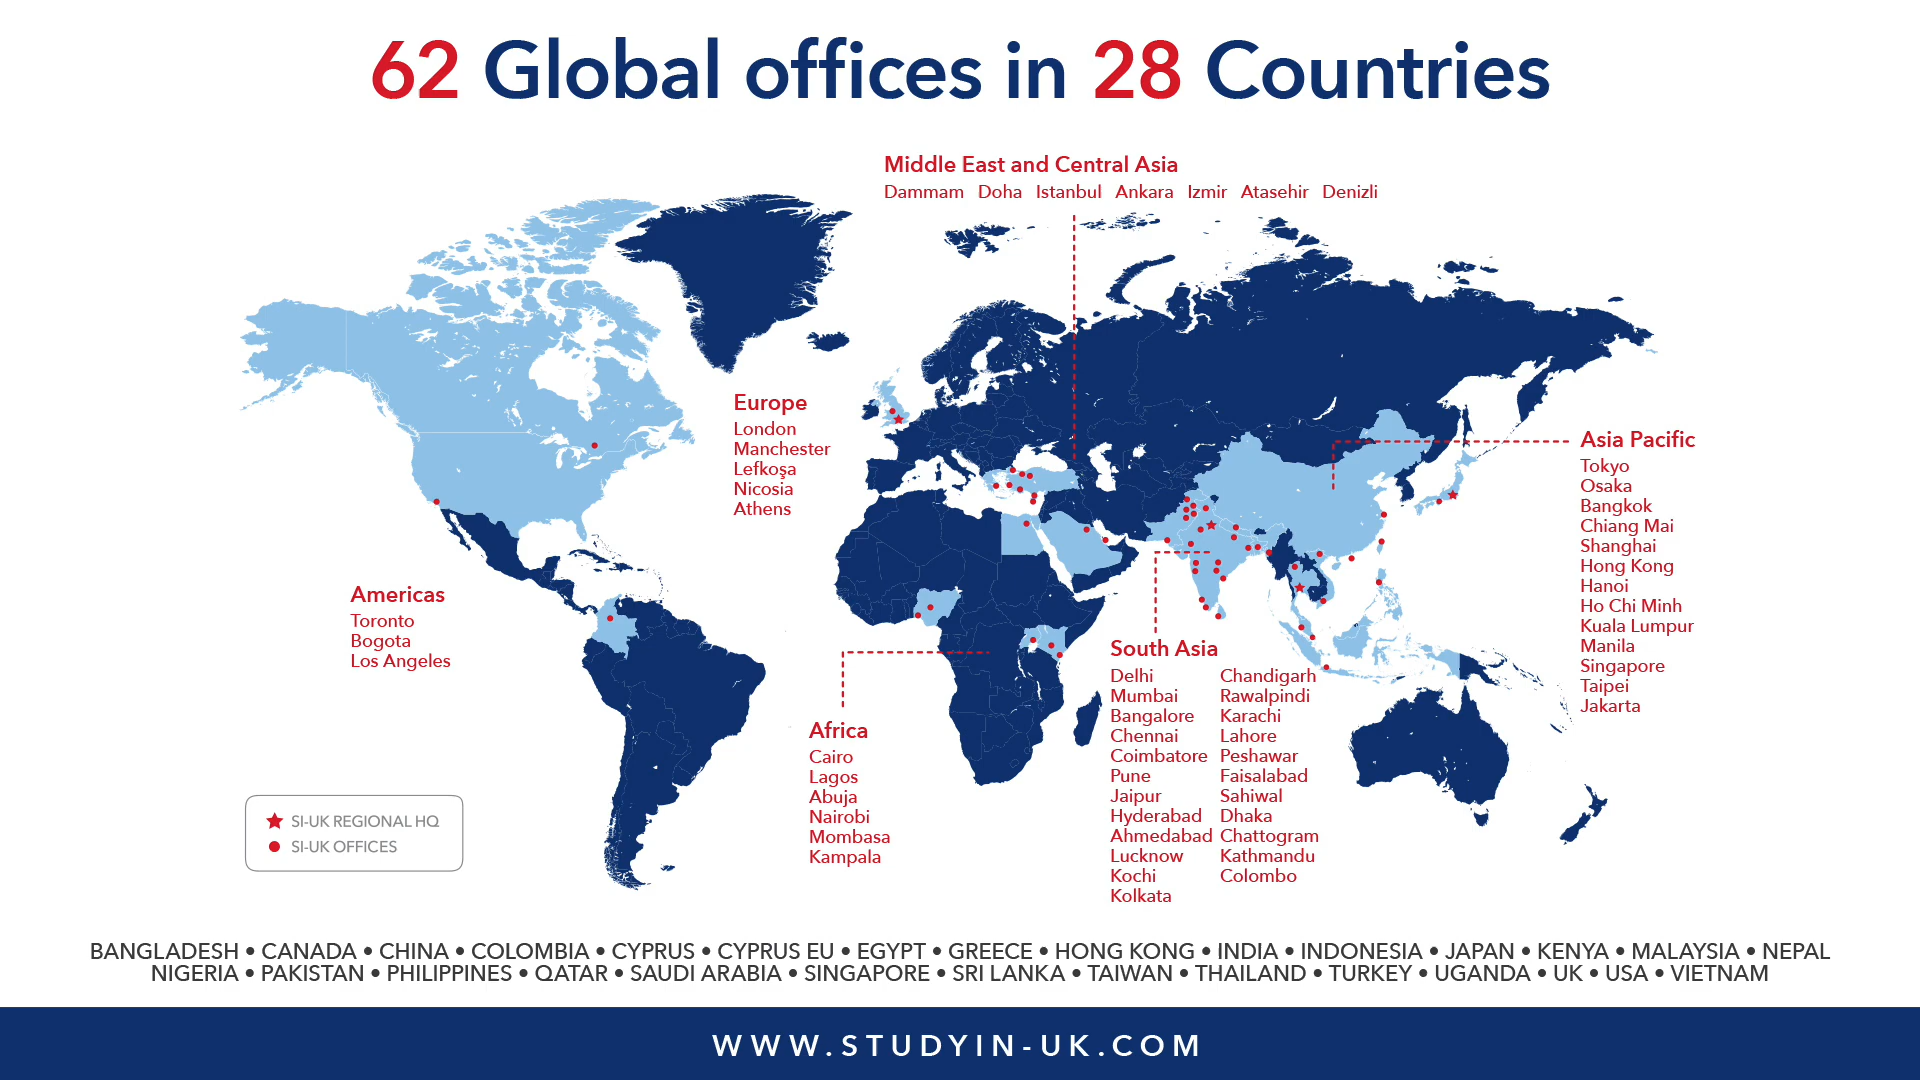 62 Global offices in 28 Countries
Middle East and Central Asia
Dammam Doha Istanbul Ankara Izmir Atasehir Denizli
Europe
London
Manchester
Lefkoşa
Nicosia
Athens
Asia Pacific
Tokyo
Osaka
Bangkok
Chiang Mai
Shanghai
Hong Kong
Hanoi
Ho Chi Minh
Kuala Lumpur
Manila
Singapore
Taipei
Jakarta
Americas
Toronto
Bogota
Los Angeles
South Asia
Delhi
Mumbai
Bangalore
Chennai
Coimbatore
Pune
Jaipur
Hyderabad
Ahmedabad
Lucknow
Kochi
Kolkata
Chandigarh
Rawalpindi
Karachi
Lahore
Peshawar
Faisalabad
Sahiwal
Dhaka
Chattogram
Kathmandu
Colombo
Africa
Cairo
Lagos
Abuja
Nairobi
Mombasa
Kampala
SI-UK REGIONAL HQ
SI-UK OFFICES
BANGLADESH • CANADA • CHINA • COLOMBIA • CYPRUS • CYPRUS EU • EGYPT • GREECE • HONG KONG • INDIA • INDONESIA • JAPAN • KENYA • MALAYSIA • NEPAL
NIGERIA • PAKISTAN • PHILIPPINES • QATAR • SAUDI ARABIA • SINGAPORE • SRI LANKA • TAIWAN • THAILAND • TURKEY • UGANDA • UK • USA • VIETNAM
WWW.STUDYIN-UK.COM